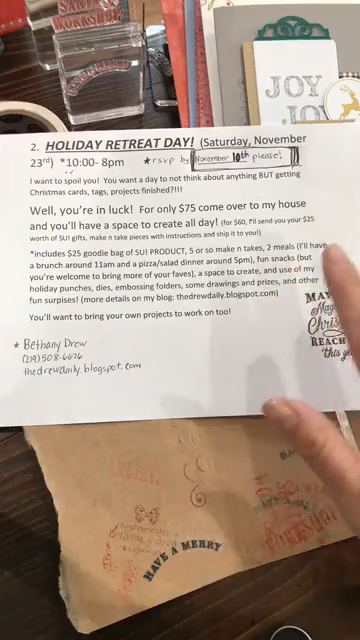 SANTA'S
WORKSHOP
JOY
JOY
2. HOLIDAY RETREAT DAY! (Saturday, November
23rd) *10:00- 8pm ★rsvp by November 10th please!
I want to spoil you! You want a day to not think about anything BUT getting
Christmas cards, tags, projects finished?!!!
Well, you're in luck! For only $75 come over to my house
and you'll have a space to create all day! (for $60, I'll send you your $25
worth of SU! gifts, make n take pieces with instructions and ship it to you!)
*includes $25 goodie bag of SU! PRODUCT, 5 or so make n takes, 2 meals (I'll have
a brunch around 11am and a pizza/salad dinner around 5pm), fun snacks (but
you're welcome to bring more of your faves), a space to create, and use of my
holiday punches, dies, embossing folders, some drawings and prizes, and other
fun surpises! (more details on my blog: thedrewdaily.blogspot.com)
You'll want to bring your own projects to work on too!
MAY
Christ
REACH
this
* Bethany Drew
(219)508-6676
thedrewdaily.blogspot.com
HAVE A MERRY